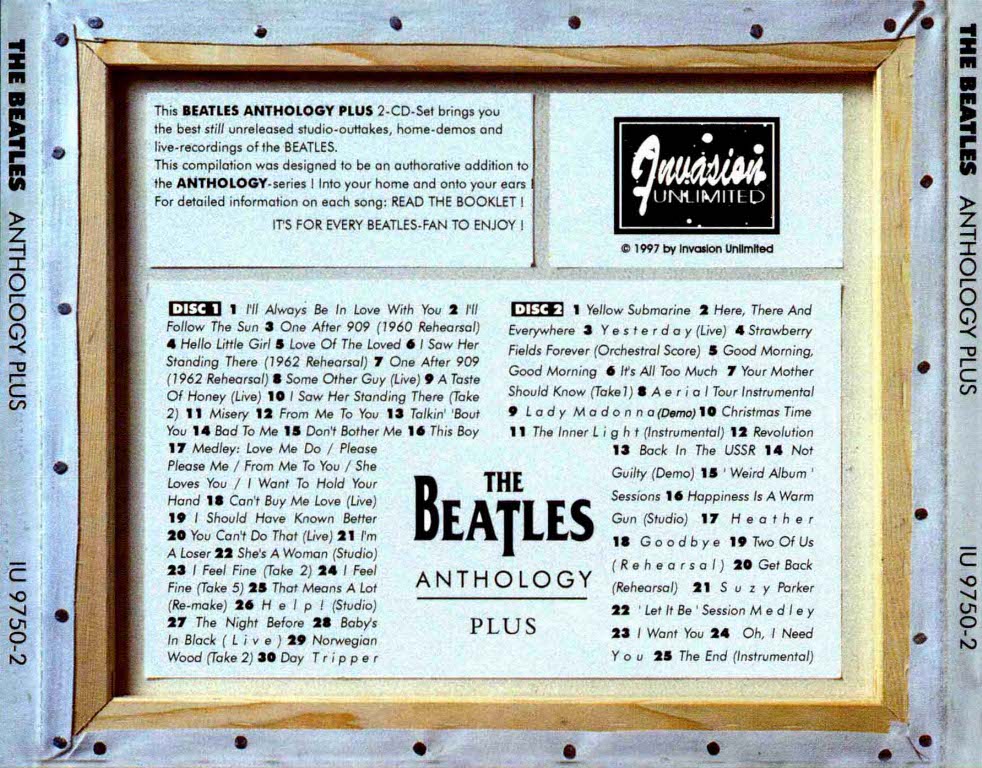 THE BEATLES ANTHOLOGY PLUS IU 9750-2
This BEATLES ANTHOLOGY PLUS 2-CD-Set brings you
the best still unreleased studio-outtakes, home-demos and
live-recordings of the BEATLES.
This compilation was designed to be an authorative addition to
the ANTHOLOGY-series ! Into your home and onto your ears !
For detailed information on each song: READ THE BOOKLET !
IT'S FOR EVERY BEATLES-FAN TO ENJOY !
Invasion
UNLIMITED
© 1997 by Invasion Unlimited
DISC 1 1 I'll Always Be In Love With You 2 I'll
Follow The Sun 3 One After 909 (1960 Rehearsal)
4 Hello Little Girl 5 Love Of The Loved 6 I Saw Her
Standing There (1962 Rehearsal) 7 One After 909
(1962 Rehearsal) 8 Some Other Guy (Live) 9 A Taste
Of Honey (Live) 10 I Saw Her Standing There (Take
2) 11 Misery 12 From Me To You 13 Talkin' 'Bout
You 14 Bad To Me 15 Don't Bother Me 16 This Boy
17 Medley: Love Me Do / Please
Please Me / From Me To You / She
Loves You / I Want To Hold Your
Hand 18 Can't Buy Me Love (Live)
19 I Should Have Known Better
20 You Can't Do That (Live) 21 I'm
A Loser 22 She's A Woman (Studio)
23 I Feel Fine (Take 2) 24 I Feel
Fine (Take 5) 25 That Means A Lot
(Re-make) 26 Help! (Studio)
27 The Night Before 28 Baby's
In Black (Live) 29 Norwegian
Wood (Take 2) 30 Day Tripper
DISC 2 1 Yellow Submarine 2 Here, There And
Everywhere 3 Yesterday (Live) 4 Strawberry
Fields Forever (Orchestral Score) 5 Good Morning,
Good Morning 6 It's All Too Much 7 Your Mother
Should Know (Take1) 8 Aerial Tour Instrumental
9 Lady Madonna (Demo) 10 Christmas Time
11 The Inner Light (Instrumental) 12 Revolution
13 Back In The USSR 14 Not
Guilty (Demo) 15 ' Weird Album '
Sessions 16 Happiness Is A Warm
Gun (Studio) 17 Heather
18 Goodbye 19 Two Of Us
(Rehearsal) 20 Get Back
(Rehearsal) 21 Suzy Parker
22 ' Let It Be ' Session Medley
23 I Want You 24 Oh, I Need
You 25 The End (Instrumental)
THE
BEATLES
ANTHOLOGY
PLUS
THE BEATLES ANTHOLOGY PLUS IU 9750-2